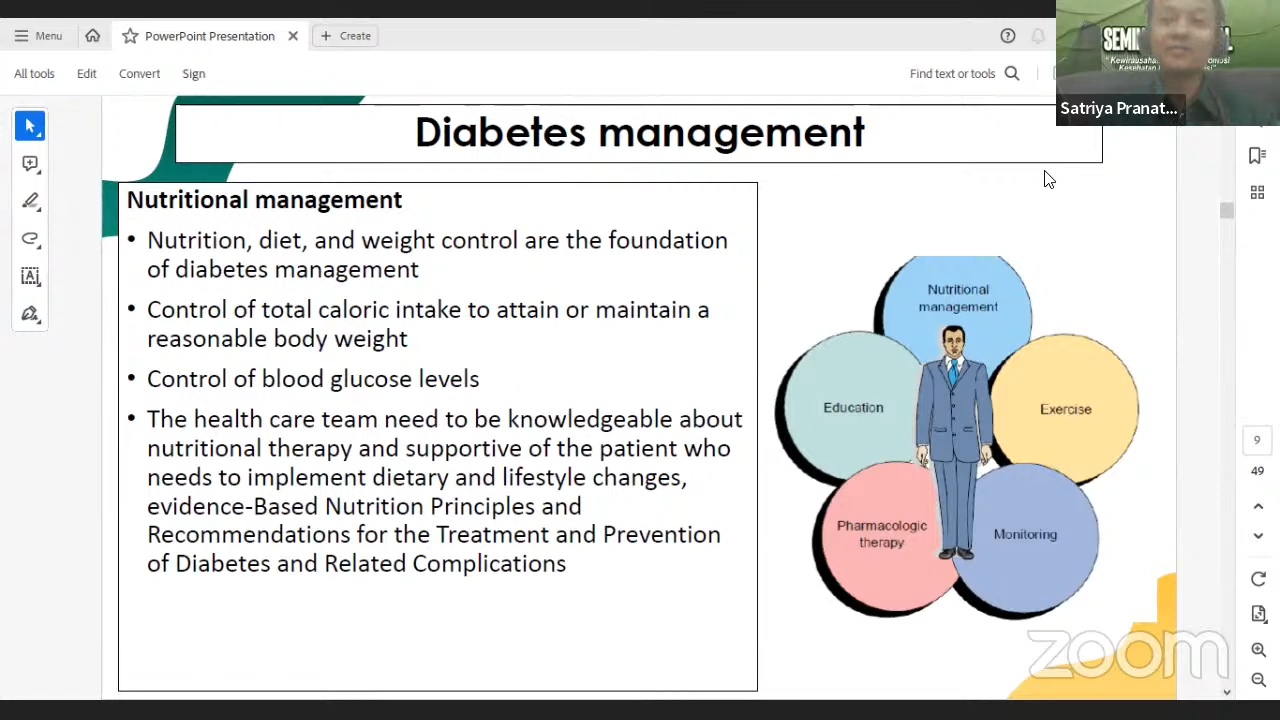 Menu
PowerPoint Presentation
Create
All tools
Edit
Convert
Sign
Find text or tools
Satriya Pranat...
Diabetes management
Nutritional management
• Nutrition, diet, and weight control are the foundation
of diabetes management
• Control of total caloric intake to attain or maintain a
reasonable body weight
• Control of blood glucose levels
• The health care team need to be knowledgeable about
nutritional therapy and supportive of the patient who
needs to implement dietary and lifestyle changes,
evidence-Based Nutrition Principles and
Recommendations for the Treatment and Prevention
of Diabetes and Related Complications
Nutritional
management
Education
Exercise
Pharmacologic
therapy
Monitoring
9
49
zoom